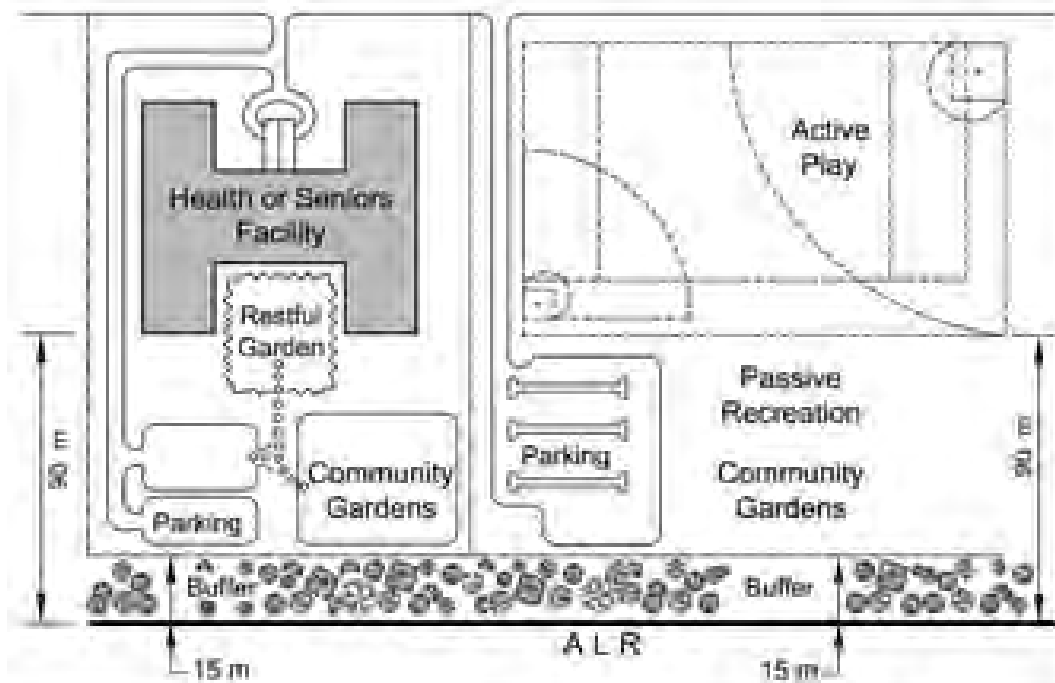 Active
Play
Health or Seniors
Facility
Restful
Garden
Passive
Recreation
90 m
90 m
Community
Gardens
Parking
Community
Gardens
Parking
Buffer
Buffer
A L R
15 m
15 m